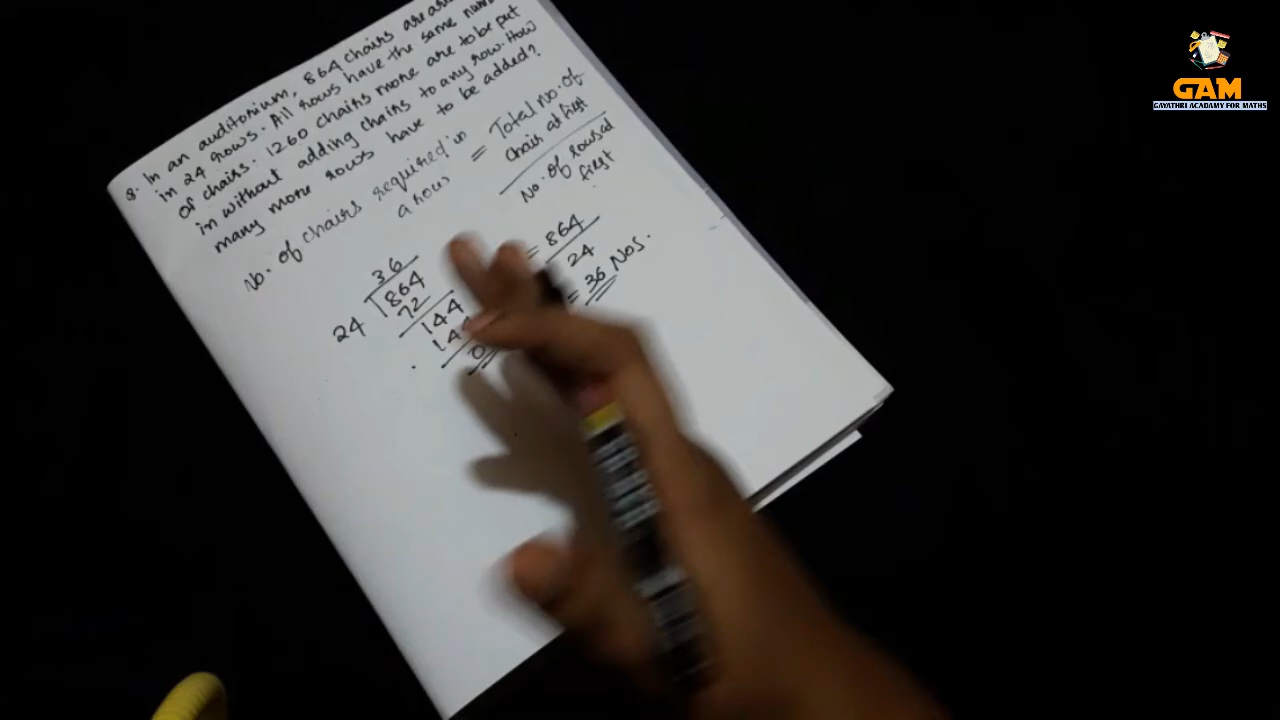 8. In an auditorium, 864 chairs are
in 24 rows. All rows have the same
of chairs. 1260 chairs more are to be put
in without adding chairs to any row. How
many more rows have to be added?
No. of chairs required in a row = Total no. of chair at first / No. of rows at first
= 864 / 24
= 36 Nos.
36
24 864
72
144
14
0
GAM
GAYATHRI ACADAMY FOR MATHS